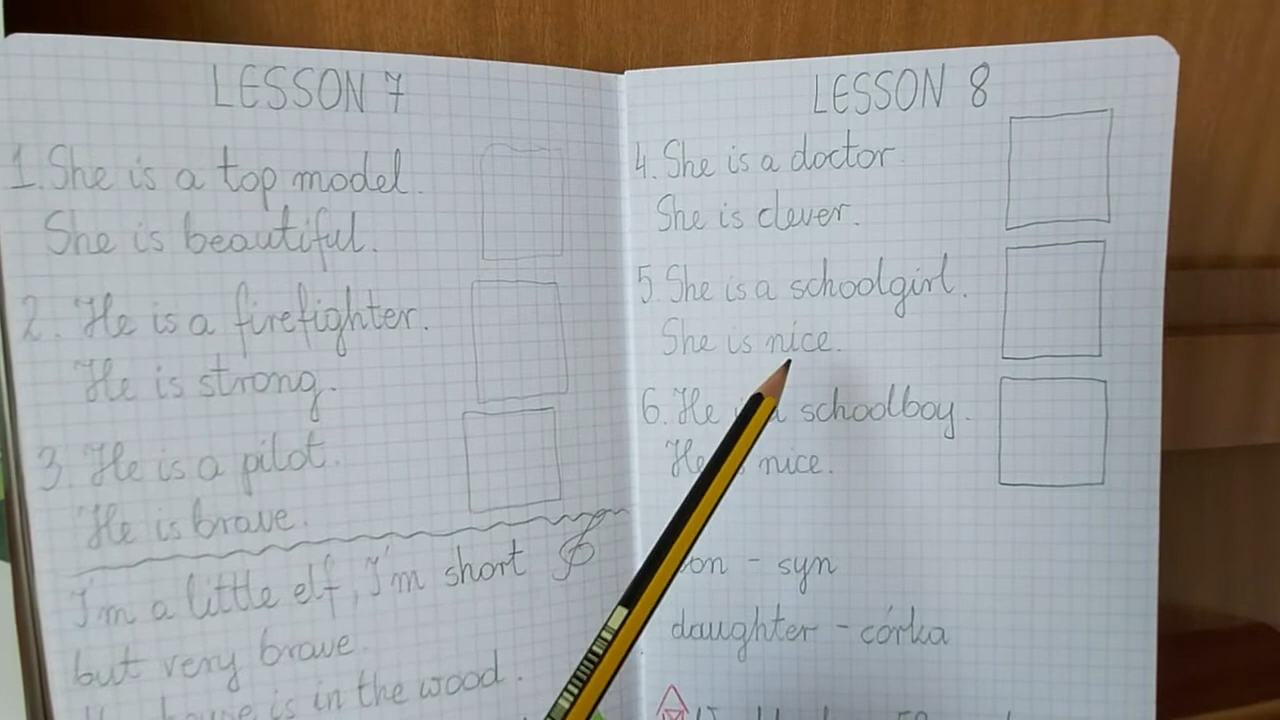 LESSON 7
1. She is a top model.
She is beautiful.
2. He is a firefighter.
He is strong.
3. He is a pilot.
He is brave.
I'm a little elf, I'm short
but very brave.
is in the wood.
LESSON 8
4. She is a doctor.
She is clever.
5. She is a schoolgirl.
She is nice.
6. He schoolboy.
He nice.
- syn
daughter - córka